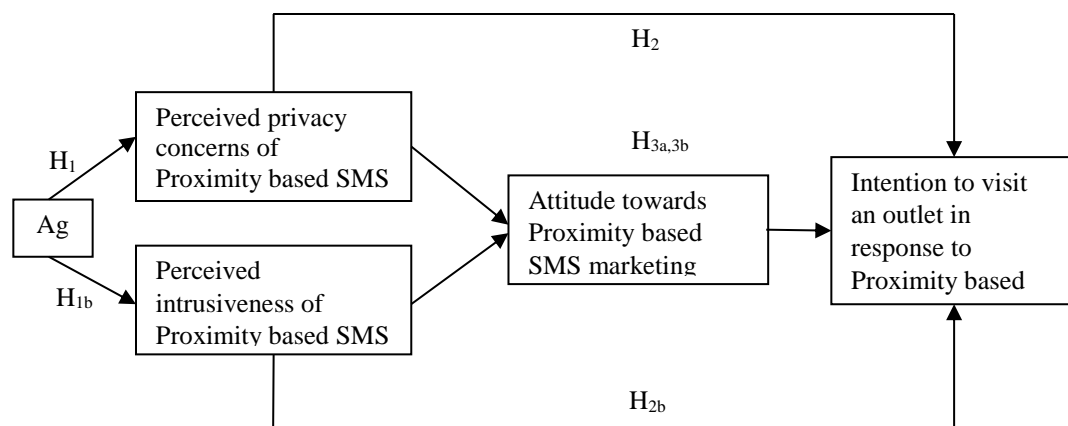 H2
Perceived privacy
concerns of
Proximity based SMS
H1
H3a,3b
Ag
Attitude towards
Proximity based
SMS marketing
Intention to visit
an outlet in
response to
Proximity based
Perceived
intrusiveness of
Proximity based SMS
H1b
H2b